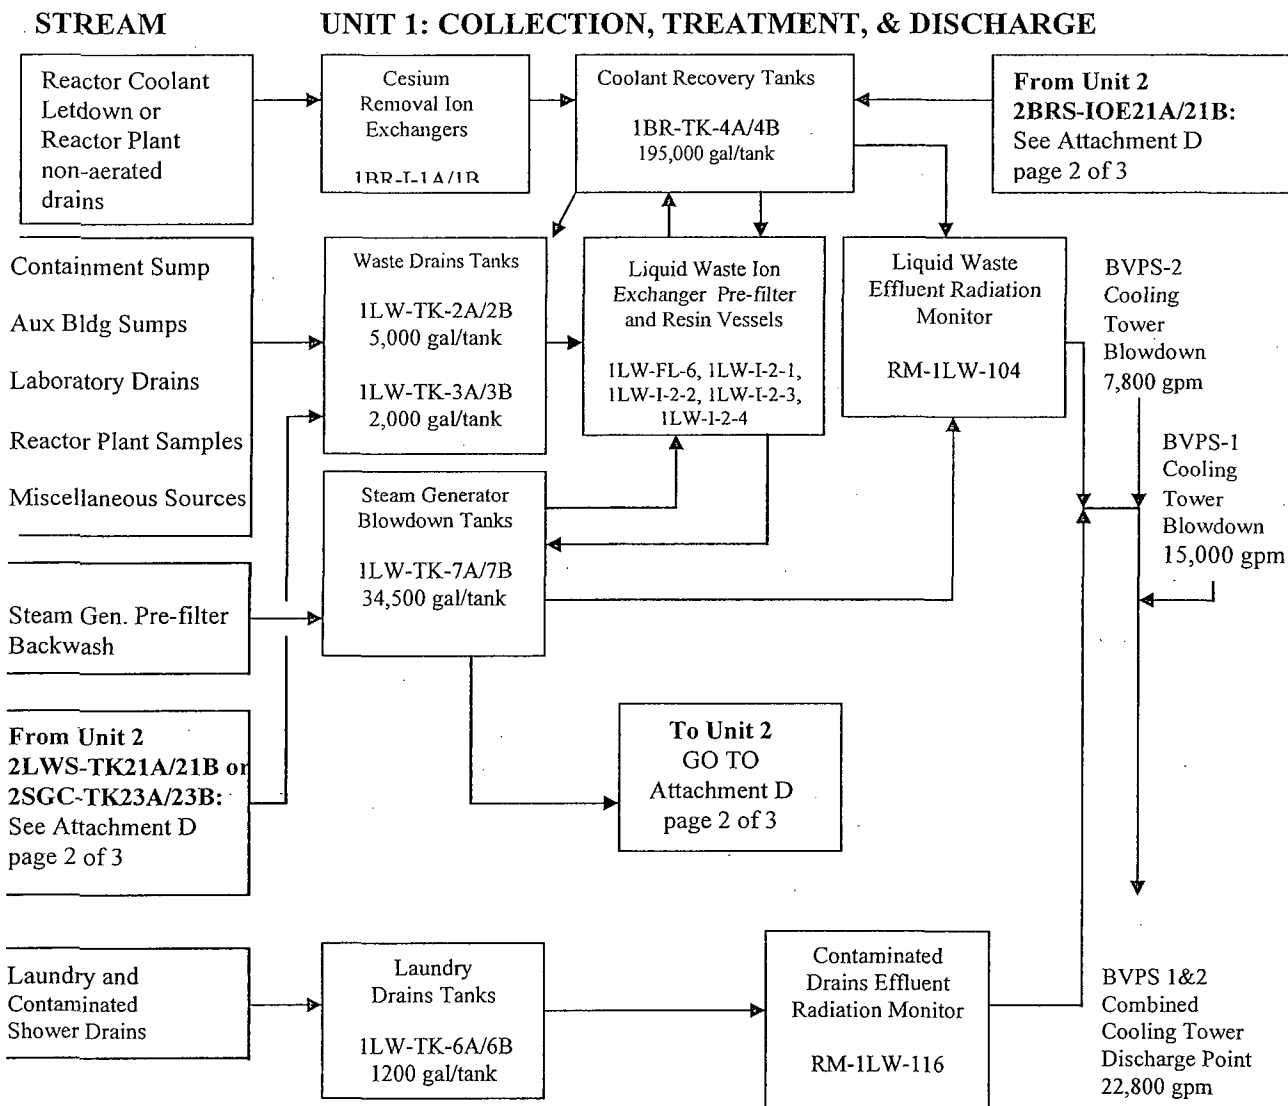 STREAM
UNIT 1: COLLECTION, TREATMENT, & DISCHARGE
Reactor Coolant
Letdown or
Reactor Plant
non-aerated
drains
Cesium
Removal Ion
Exchangers
1BR-I-1A/1B
Coolant Recovery Tanks
1BR-TK-4A/4B
195,000 gal/tank
From Unit 2
2BRS-IOE21A/21B:
See Attachment D
page 2 of 3
Containment Sump
Aux Bldg Sumps
Laboratory Drains
Reactor Plant Samples
Miscellaneous Sources
Waste Drains Tanks
1LW-TK-2A/2B
5,000 gal/tank
1LW-TK-3A/3B
2,000 gal/tank
Liquid Waste Ion
Exchanger Pre-filter
and Resin Vessels
1LW-FL-6, 1LW-I-2-1,
1LW-I-2-2, 1LW-I-2-3,
1LW-I-2-4
Liquid Waste
Effluent Radiation
Monitor
RM-1LW-104
BVPS-2
Cooling
Tower
Blowdown
7,800 gpm
BVPS-1
Cooling
Tower
Blowdown
15,000 gpm
Steam Generator
Blowdown Tanks
1LW-TK-7A/7B
34,500 gal/tank
Steam Gen. Pre-filter
Backwash
From Unit 2
2LWS-TK21A/21B or
2SGC-TK23A/23B:
See Attachment D
page 2 of 3
To Unit 2
GO TO
Attachment D
page 2 of 3
Laundry and
Contaminated
Shower Drains
Laundry
Drains Tanks
1LW-TK-6A/6B
1200 gal/tank
Contaminated
Drains Effluent
Radiation Monitor
RM-1LW-116
BVPS 1&2
Combined
Cooling Tower
Discharge Point
22,800 gpm